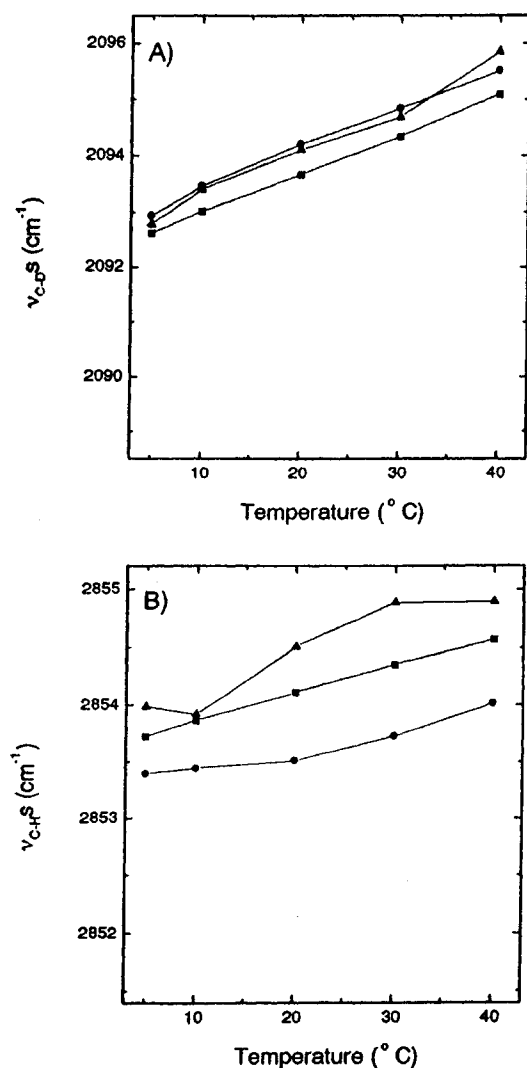 A)
2096
2094
2092
2090
ν_C-D s (cm⁻¹)
10 20 30 40
Temperature (° C)
B)
2855
2854
2853
2852
ν_C-H s (cm⁻¹)
10 20 30 40
Temperature (° C)